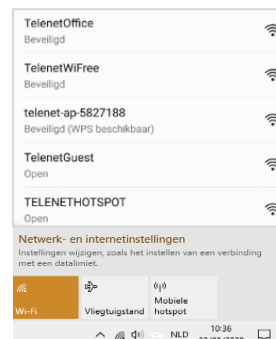 TelenetOffice
Beveiligd
TelenetWiFree
Beveiligd
telenet-ap-5827188
Beveiligd (WPS beschikbaar)
TelenetGuest
Open
TELENETHOTSPOT
Open
Netwerk- en internetinstellingen
Instellingen wijzigen, zoals het instellen van een verbinding
met een datalimiet.
Wi-Fi
Vliegtuigstand
Mobiele
hotspot
NLD
10:36